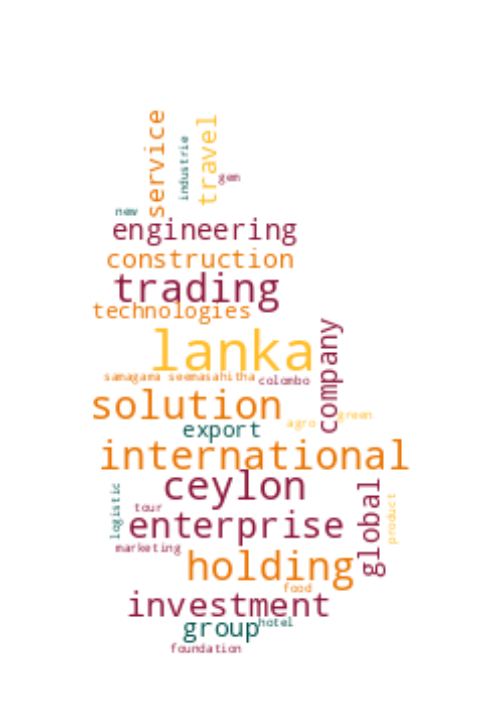 service
industrie
travel
gem
new
engineering
construction
trading
technologies
lanka
company
samagama seemasahitha
colombo
solution
green
agro
export
international
ceylon
global
logistic
product
tour
enterprise
marketing
holding
food
investment
group
hotel
foundation